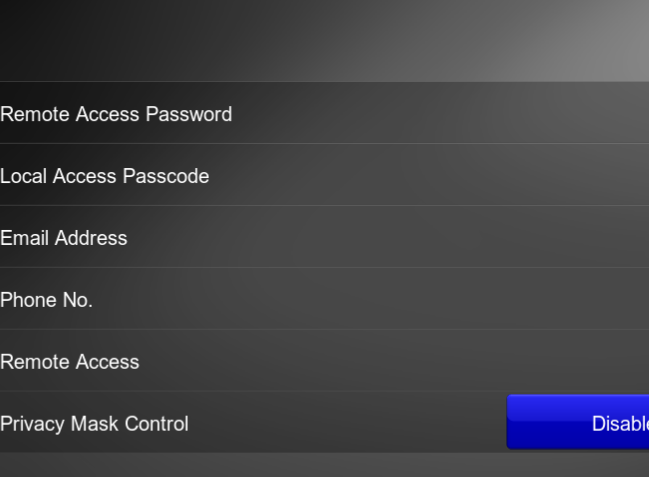 Remote Access Password
Local Access Passcode
Email Address
Phone No.
Remote Access
Privacy Mask Control
Disable